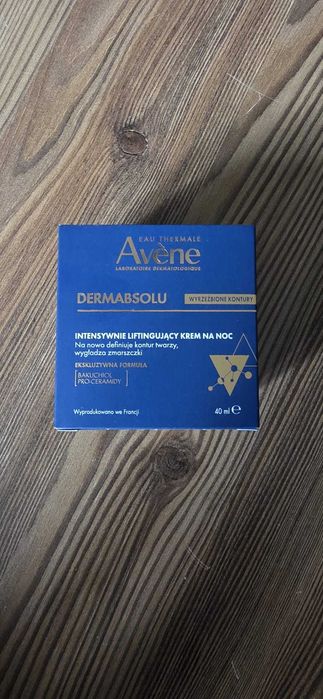 EAU THERMALE
Avène
LABORATOIRE DERMATOLOGIQUE
DERMABSOLU
WYRZEŹBIONE KONTURY
INTENSYWNIE LIFTINGUJĄCY KREM NA NOC
Na nowo definiuje kontur twarzy,
wygładza zmarszczki
EKSKLUZYWNA FORMUŁA
BAKUCHIOL
PRO-CERAMIDY
Wyprodukowano we Francji
40 ml ℮